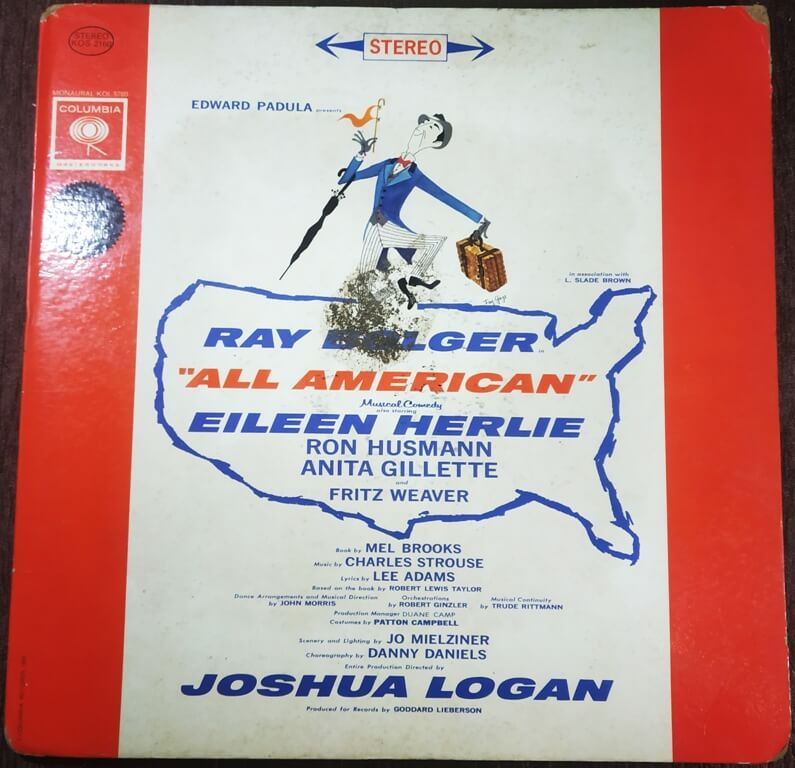 STEREO
KOS 2160
STEREO
MONAURAL KOL 5760
COLUMBIA
MASTERWORKS
EDWARD PADULA presents
in association with
L. SLADE BROWN
RAY BOLGER in
"ALL AMERICAN"
Musical Comedy
also starring
EILEEN HERLIE
RON HUSMANN
ANITA GILLETTE
and
FRITZ WEAVER
Book by MEL BROOKS
Music by CHARLES STROUSE
Lyrics by LEE ADAMS
Based on the book by ROBERT LEWIS TAYLOR
Dance Arrangements and Musical Direction
by JOHN MORRIS
Orchestrations
by ROBERT GINZLER
Musical Continuity
by TRUDE RITTMANN
Production Manager DUANE CAMP
Costumes by PATTON CAMPBELL
Scenery and Lighting by JO MIELZINER
Choreography by DANNY DANIELS
Entire Production Directed by
JOSHUA LOGAN
Produced for Records by GODDARD LIEBERSON